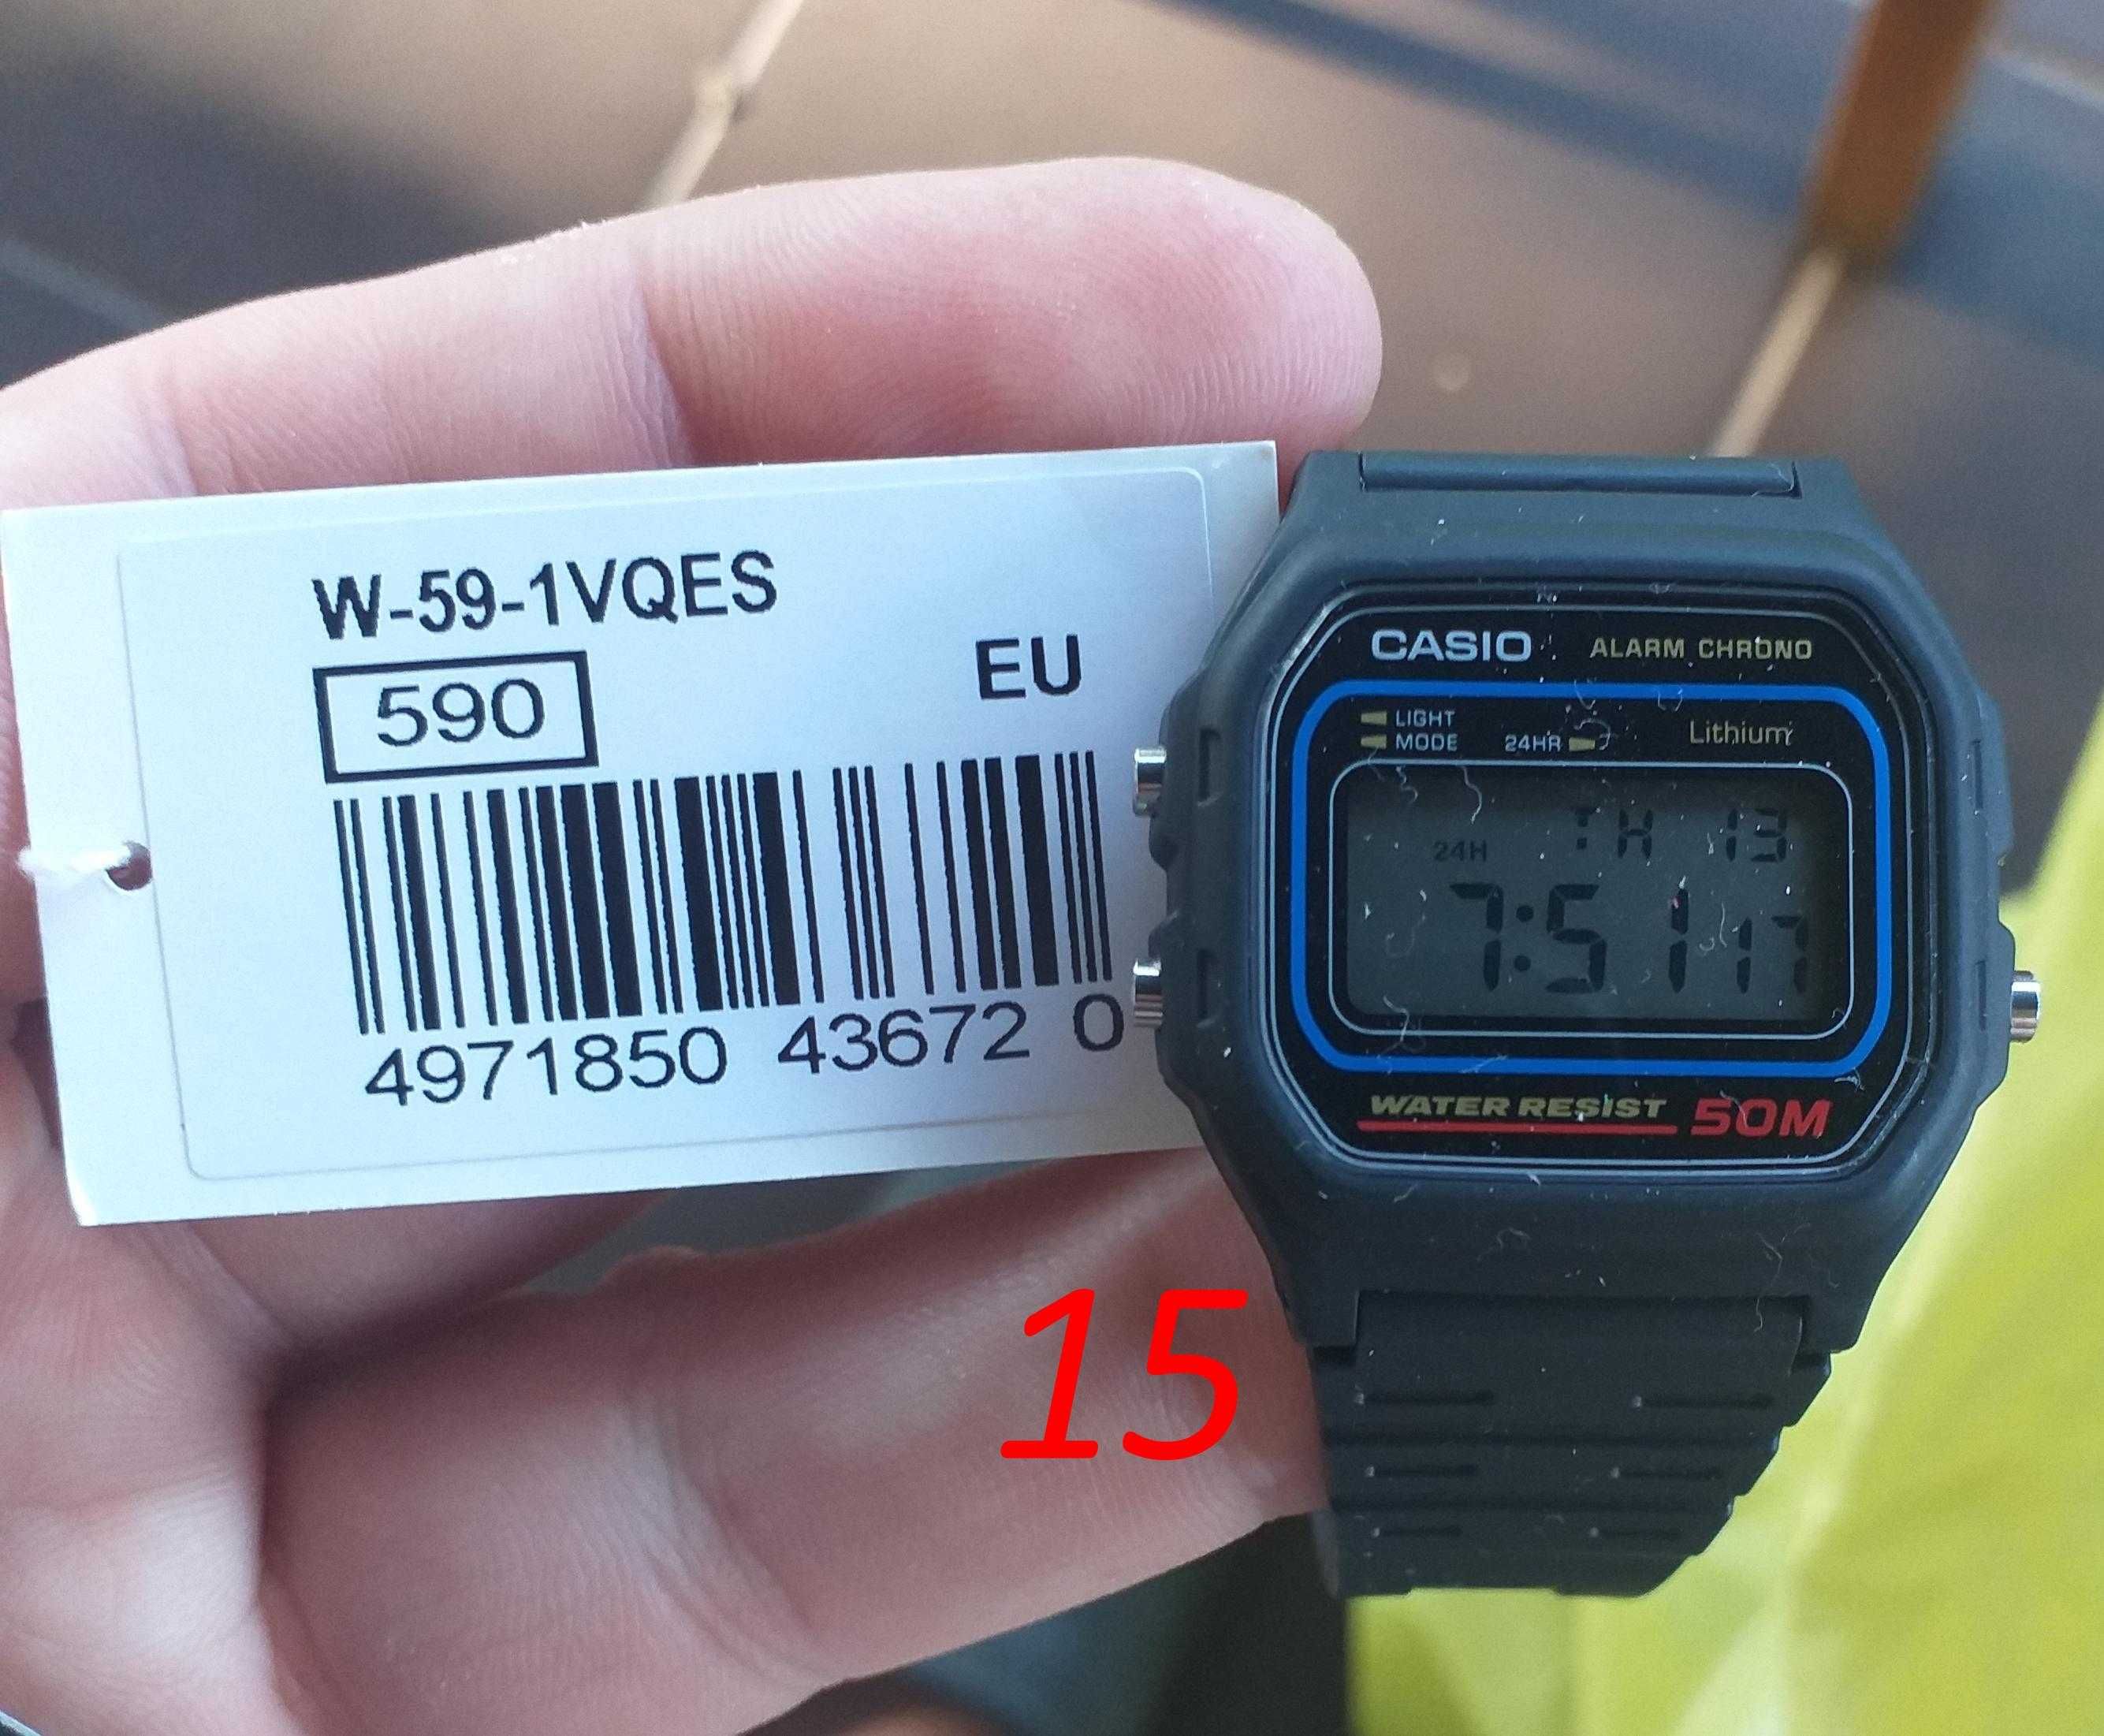 W-59-1VQES
590
EU
4971850 43672 0
CASIO ALARM CHRONO
LIGHT
MODE 24HR Lithium
TH 13
24H
7:51 17
WATER RESIST 50M
15